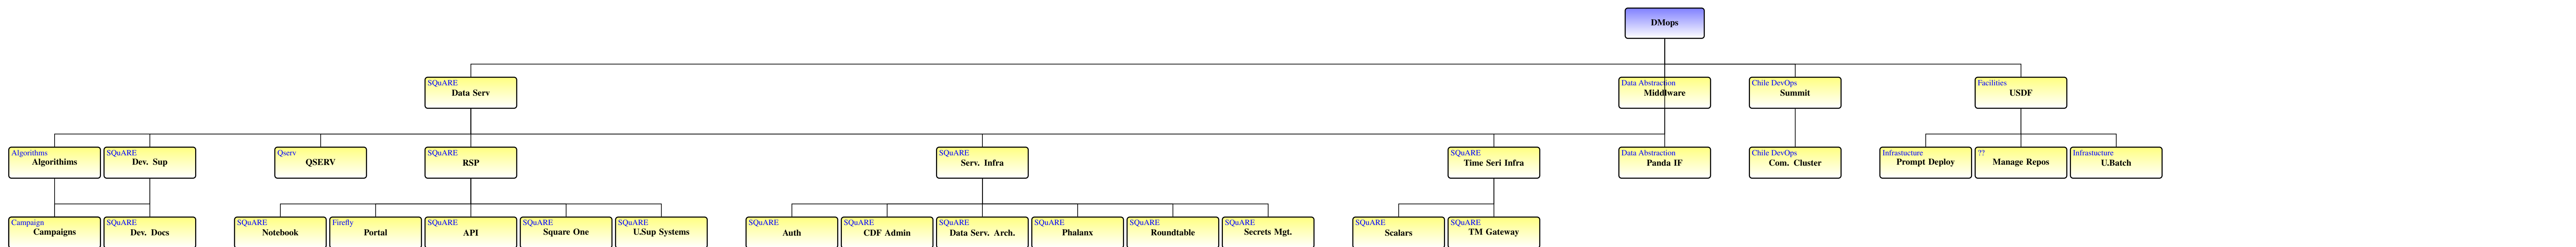 DMops
SQuARE
Data Serv
Data Abstraction
Middlware
Chile DevOps
Summit
Facilities
USDF
Algorithms
Algorithims
SQuARE
Dev. Sup
Qserv
QSERV
SQuARE
RSP
SQuARE
Serv. Infra
SQuARE
Time Seri Infra
Data Abstraction
Panda IF
Chile DevOps
Com. Cluster
Infrastucture
Prompt Deploy
??
Manage Repos
Infrastucture
U.Batch
Campaign
Campaigns
SQuARE
Dev. Docs
SQuARE
Notebook
Firefly
Portal
SQuARE
API
SQuARE
Square One
SQuARE
U.Sup Systems
SQuARE
Auth
SQuARE
CDF Admin
SQuARE
Data Serv. Arch.
SQuARE
Phalanx
SQuARE
Roundtable
SQuARE
Secrets Mgt.
SQuARE
Scalars
SQuARE
TM Gateway